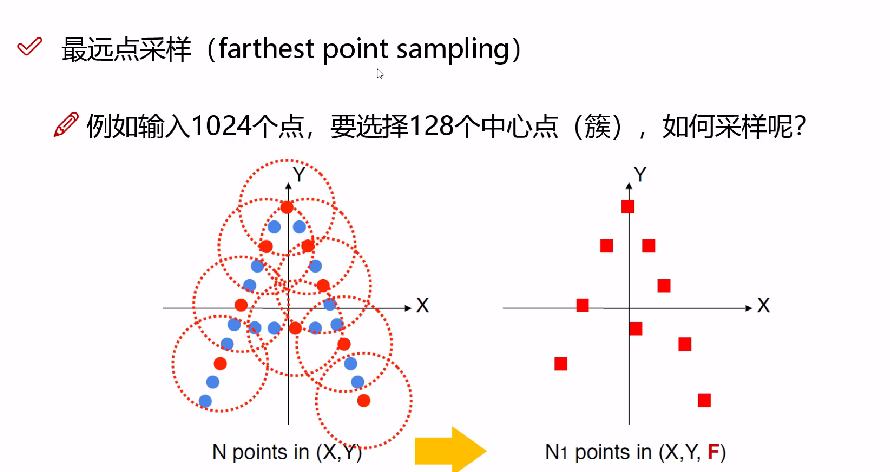 最远点采样（farthest point sampling）
例如输入1024个点，要选择128个中心点（簇），如何采样呢？
Y
X
Y
X
N points in (X,Y)
N1 points in (X,Y, F)